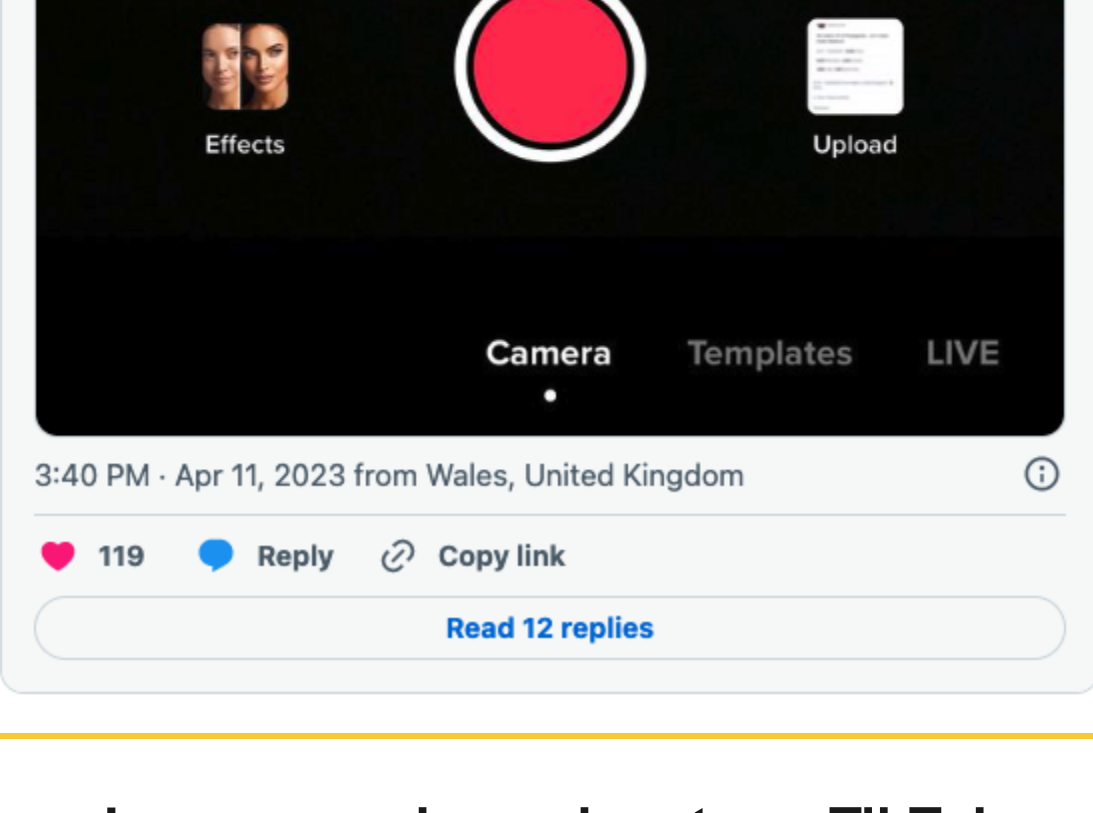 Effects
Upload
Camera Templates LIVE
3:40 PM · Apr 11, 2023 from Wales, United Kingdom
119 Reply Copy link
Read 12 replies